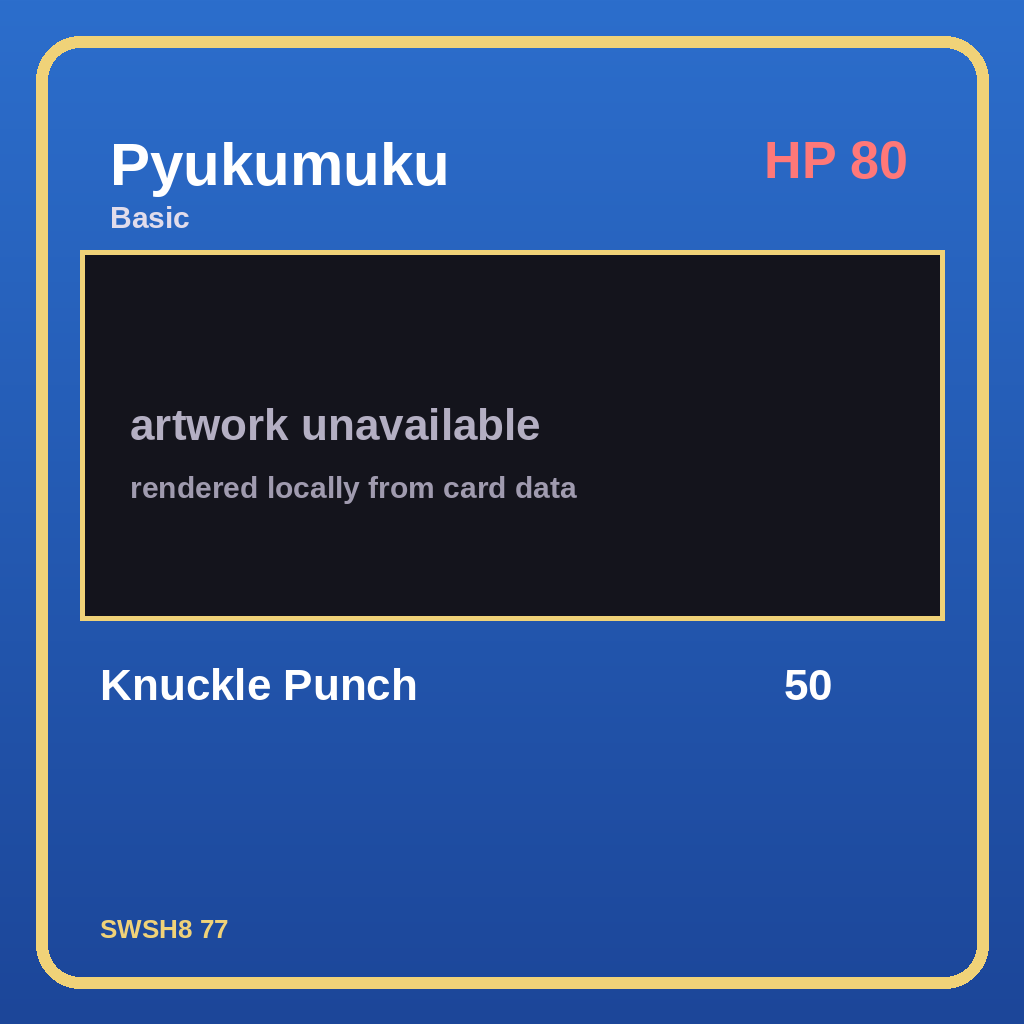 Pyukumuku
HP 80
Basic
artwork unavailable
rendered locally from card data
Knuckle Punch
50
SWSH8 77